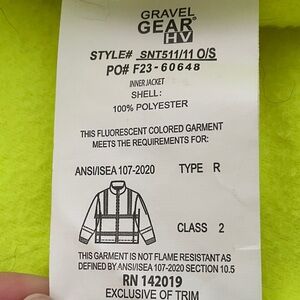 GRAVEL
GEAR®
HV
STYLE# SNT511/11 O/S
PO# F23-60648
INNER JACKET
SHELL:
100% POLYESTER
THIS FLUORESCENT COLORED GARMENT
MEETS THE REQUIREMENTS FOR:
ANSI/ISEA 107-2020 TYPE R
CLASS 2
THIS GARMENT IS NOT FLAME RESISTANT AS
DEFINED BY ANSI/ISEA 107-2020 SECTION 10.5
RN 142019
EXCLUSIVE OF TRIM